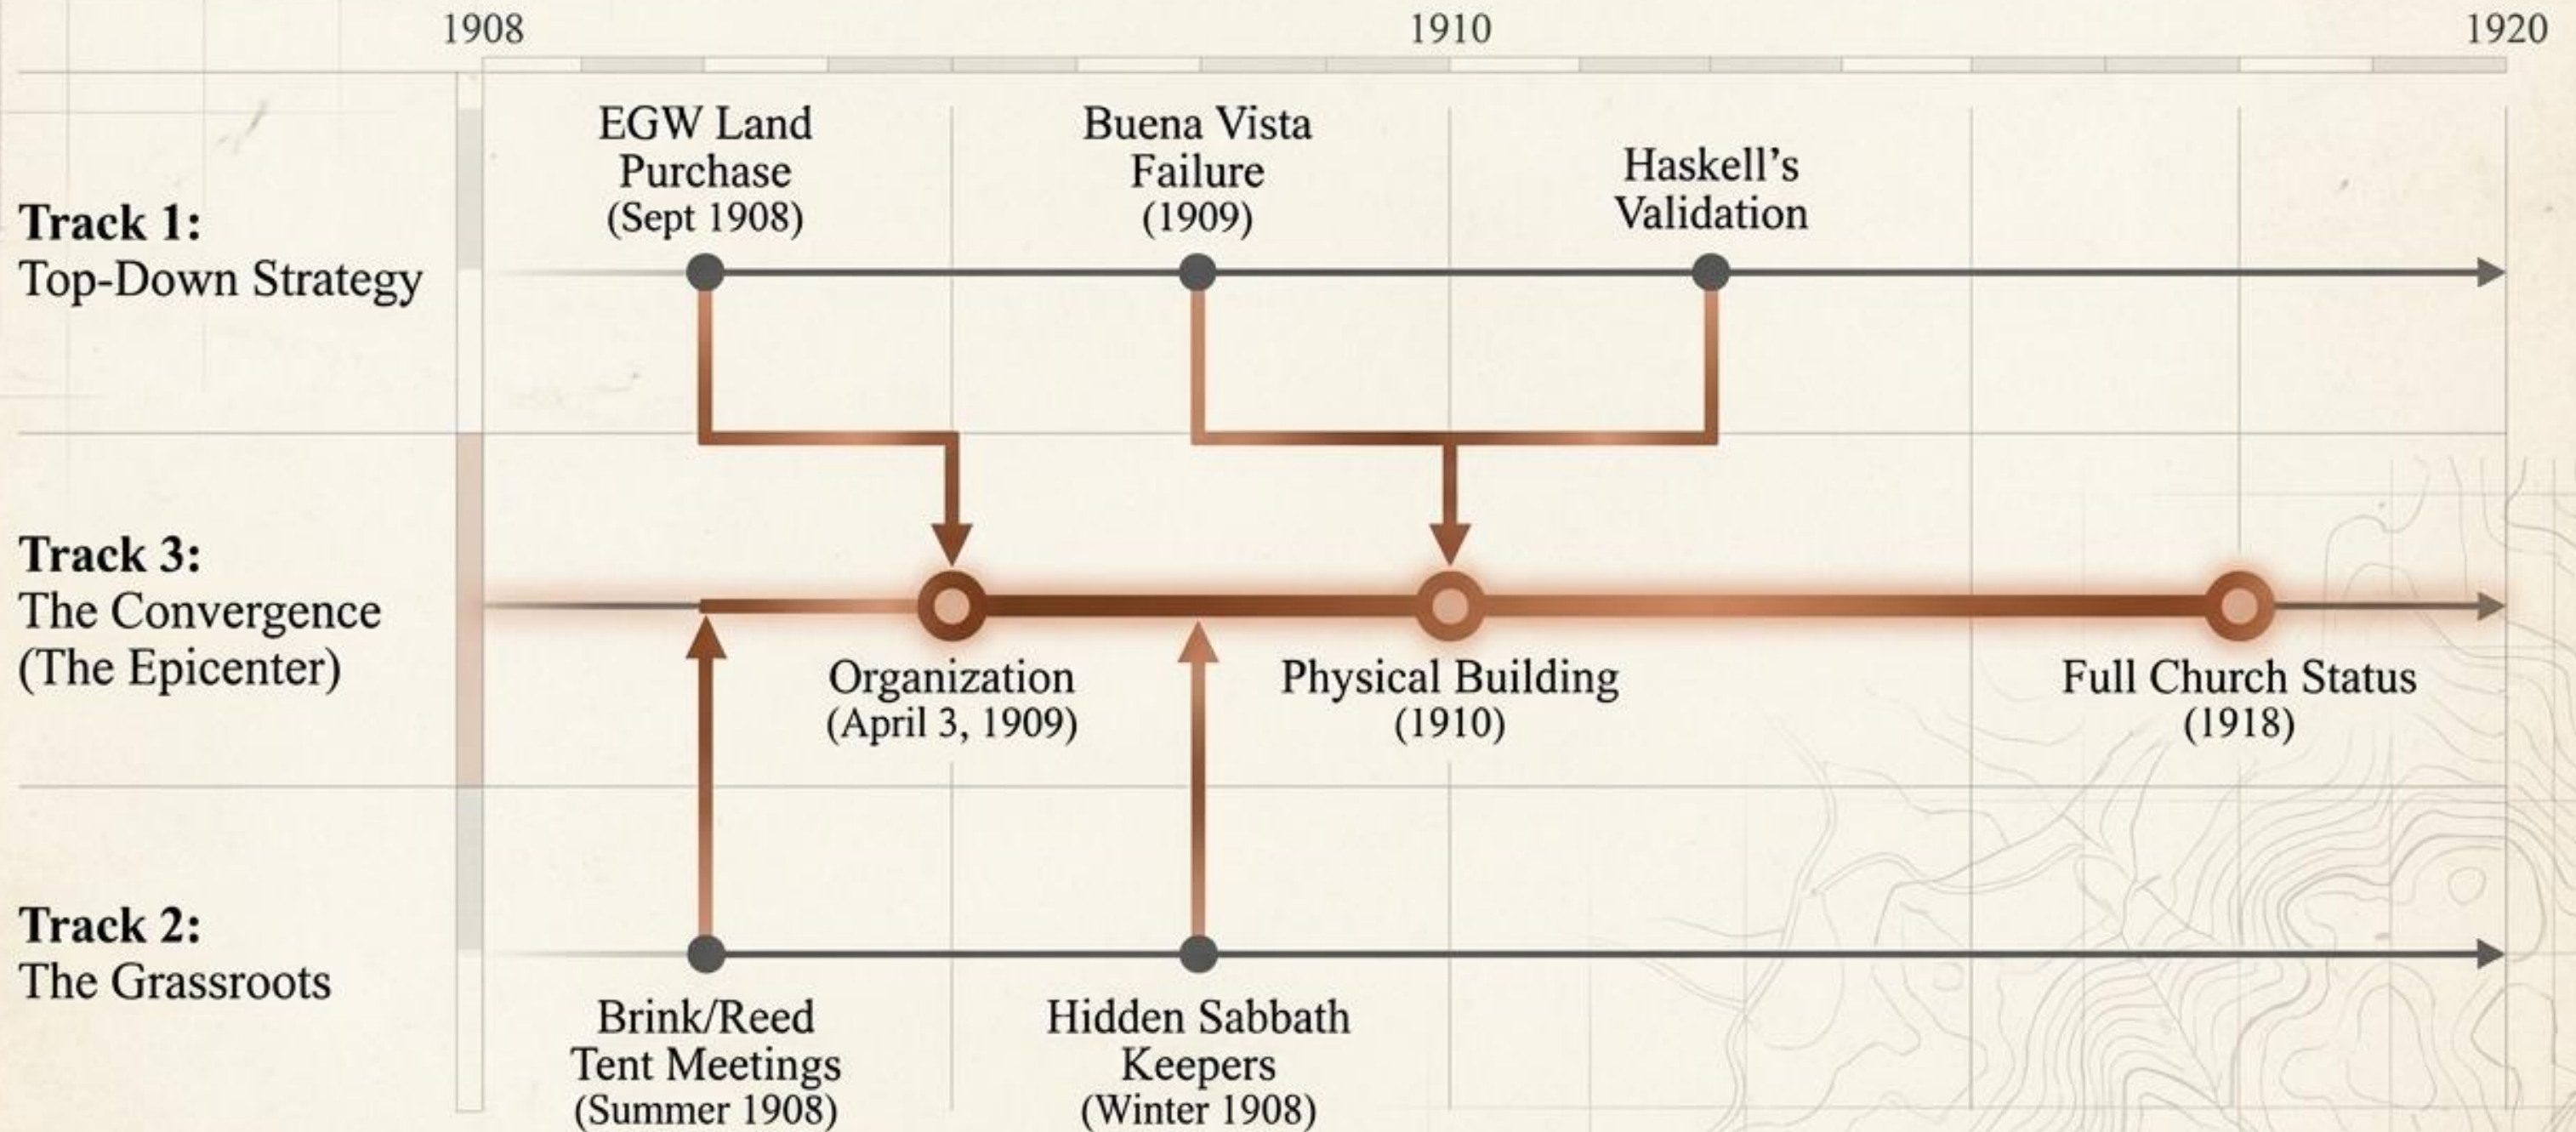 1908
1910
1920
EGW Land
Purchase
(Sept 1908)
Buena Vista
Failure
(1909)
Haskell's
Validation
Track 1:
Top-Down Strategy
Track 3:
The Convergence
(The Epicenter)
Organization
(April 3, 1909)
Physical Building
(1910)
Full Church Status
(1918)
Track 2:
The Grassroots
Brink/Reed
Tent Meetings
(Summer 1908)
Hidden Sabbath
Keepers
(Winter 1908)